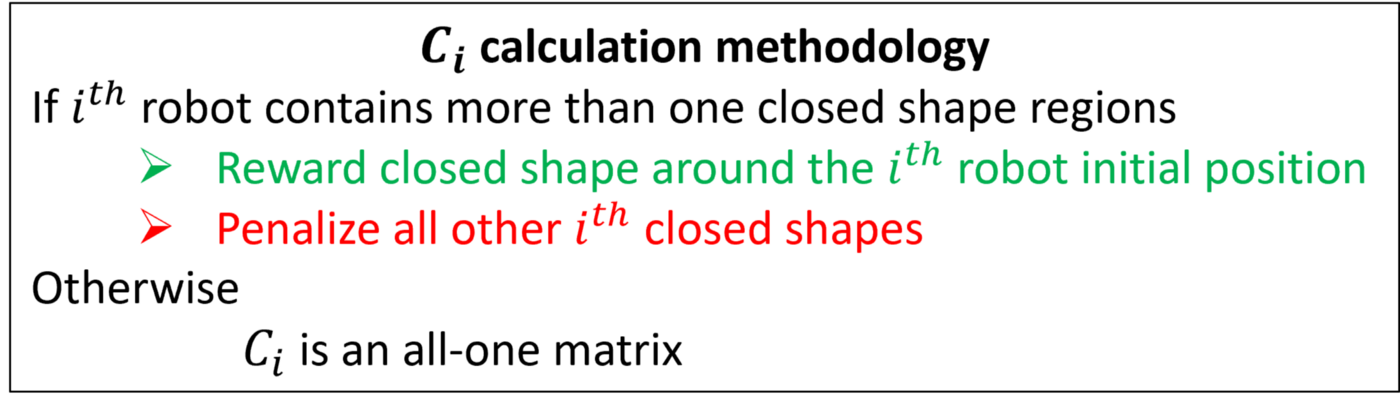 C_i calculation methodology
If i^th robot contains more than one closed shape regions
➢ Reward closed shape around the i^th robot initial position
➢ Penalize all other i^th closed shapes
Otherwise
C_i is an all-one matrix